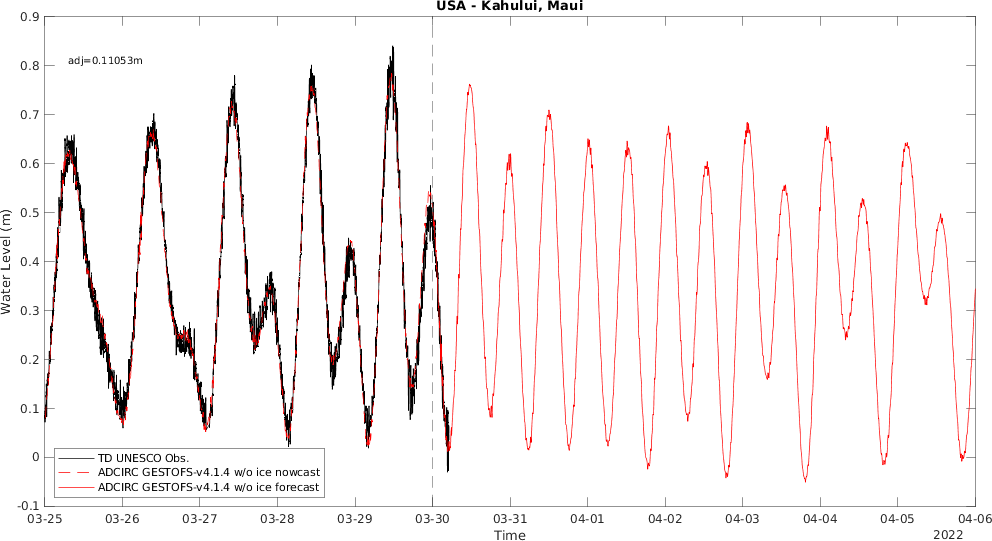 USA - Kahului, Maui
0.9
0.8
0.7
0.6
0.5
0.4
0.3
0.2
0.1
0
-0.1
Water Level (m)
adj=0.11053m
TD UNESCO Obs.
ADCIRC GESTOFS-v4.1.4 w/o ice nowcast
ADCIRC GESTOFS-v4.1.4 w/o ice forecast
03-25 03-26 03-27 03-28 03-29 03-30 03-31 04-01 04-02 04-03 04-04 04-05 04-06
Time
2022